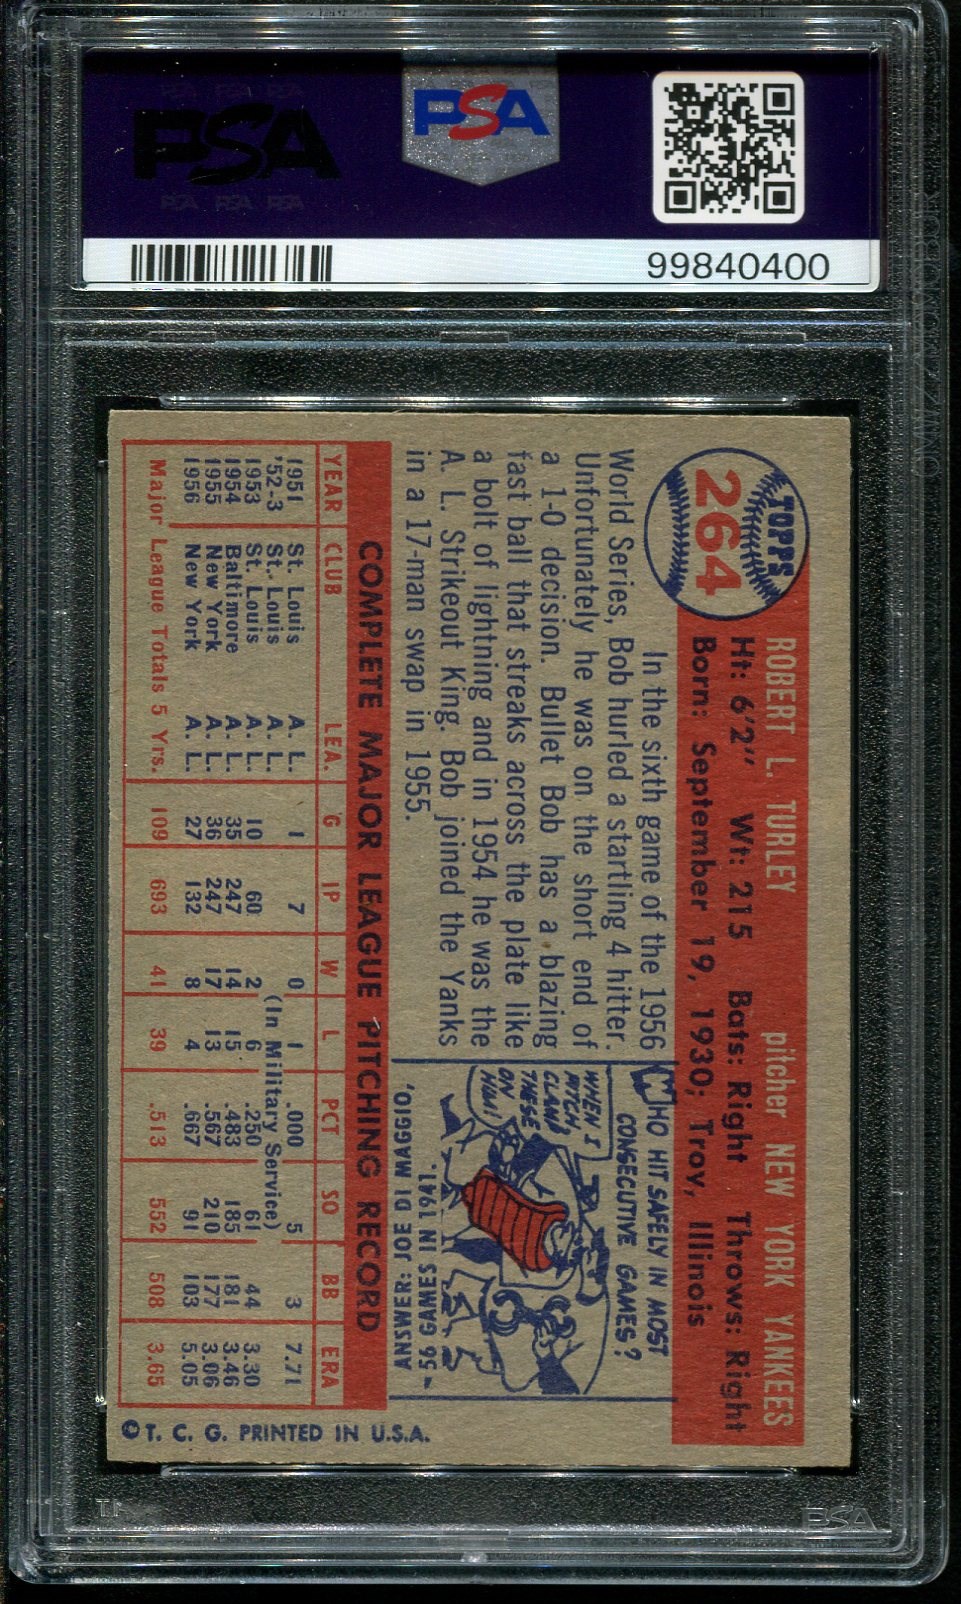 PSA PSA PSA
PSA
PSA PSA PSA
PSA
99840400
TOPPS
264
ROBERT L. TURLEY pitcher NEW YORK YANKEES
Ht: 6'2" Wt: 215 Bats: Right Throws: Right
Born: September 19, 1930; Troy, Illinois
In the sixth game of the 1956
World Series, Bob hurled a startling 4 hitter.
Unfortunately he was on the short end of
a 1-0 decision. Bullet Bob has a blazing
fast ball that streaks across the plate like
a bolt of lightning and in 1954 he was the
A. L. Strikeout King. Bob joined the Yanks
in a 17-man swap in 1955.
WHO HIT SAFELY IN MOST
CONSECUTIVE GAMES?
WHEN I
PITCH
CLAW
THESE
ON
HIM!
ANSWER: JOE DI MAGGIO,
56 GAMES IN 1941.
COMPLETE MAJOR LEAGUE PITCHING RECORD
YEAR CLUB LEA. G IP W L PCT SO BB ERA
1951 St. Louis A. L. 1 7 0 1 .000 5 3 7.71
'52-3 St. Louis A. L. (In Military Service)
1953 St. Louis A. L. 10 60 2 6 .250 61 44 3.30
1954 Baltimore A. L. 35 247 14 15 .483 185 181 3.46
1955 New York A. L. 36 247 17 13 .567 210 177 3.06
1956 New York A. L. 27 132 8 4 .667 91 103 5.05
Major League Totals 5 Yrs. 109 693 41 39 .513 552 508 3.65
© T. C. G. PRINTED IN U.S.A.
PSA